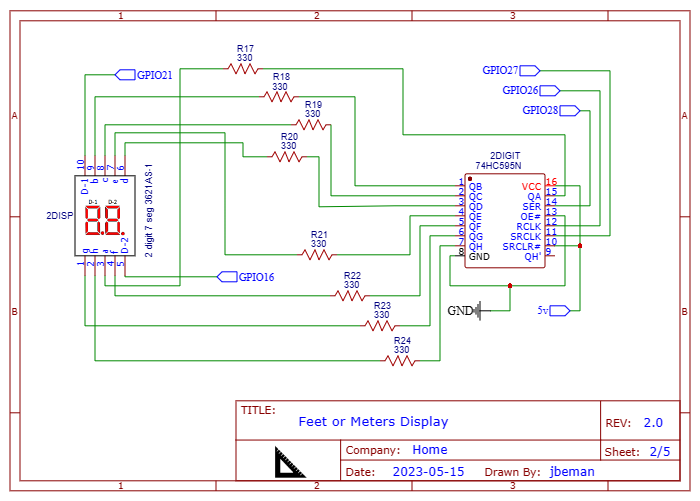 1 2 3
A A
B B
1 2 3
GPIO21
R17
330
R18
330
R19
330
R20
330
R21
330
R22
330
R23
330
R24
330
GPIO27
GPIO26
GPIO28
GPIO16
2DISP
2 digit 7 seg 3621AS-1
10 9 8 7 6
D-1 b c e d
D-1 D-2
g h a f D-2
1 2 3 4 5
2DIGIT
74HC595N
1 QB VCC 16
2 QC QA 15
3 QD SER 14
4 QE OE# 13
5 QF RCLK 12
6 QG SRCLK 11
7 QH SRCLR# 10
8 GND QH' 9
GND
5v
TITLE:
Feet or Meters Display
REV: 2.0
Company: Home
Sheet: 2/5
Date: 2023-05-15 Drawn By: jbeman